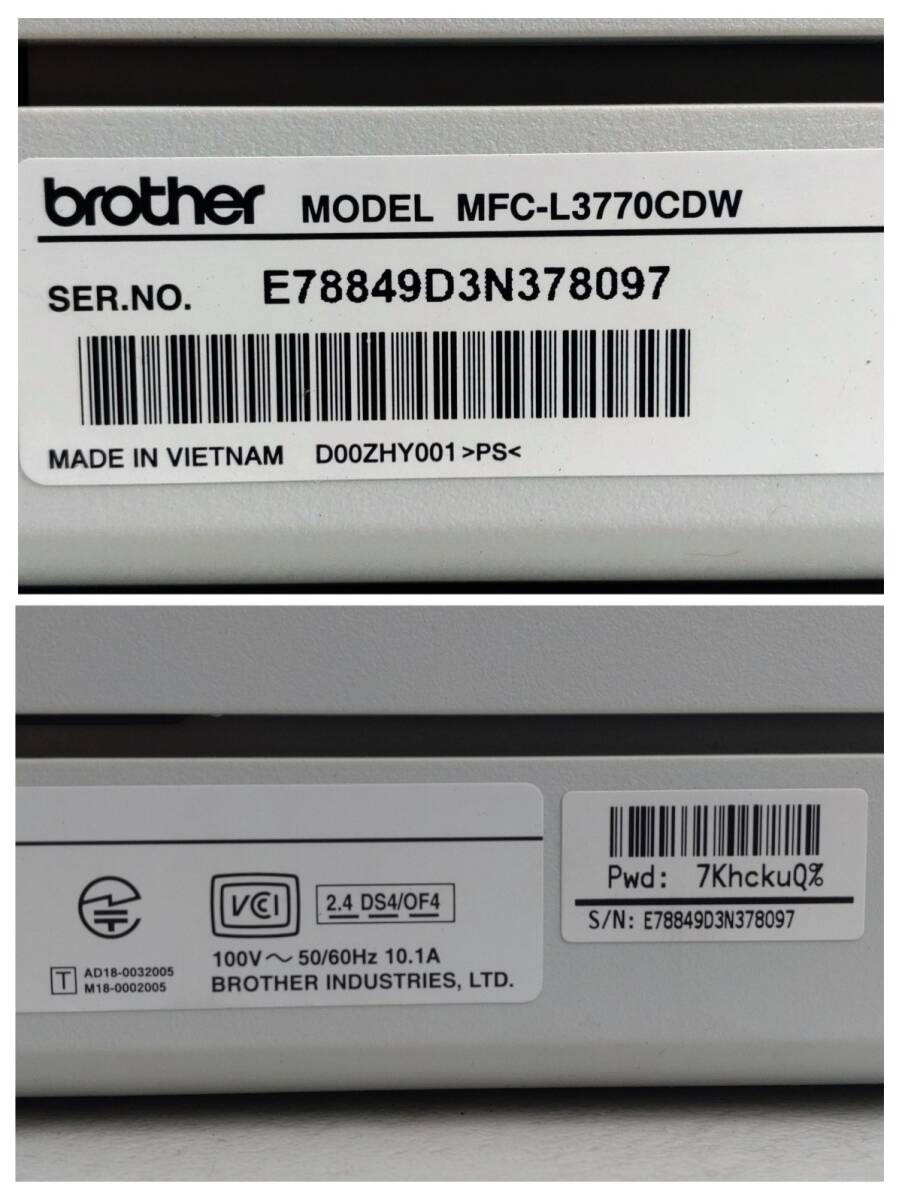 brother MODEL MFC-L3770CDW
SER.NO. E78849D3N378097
MADE IN VIETNAM D00ZHY001 >PS<
VCI 2.4 DS4/OF4
100V～ 50/60Hz 10.1A
T AD18-0032005
M18-0002005
BROTHER INDUSTRIES, LTD.
Pwd: 7KhckuQ%
S/N: E78849D3N378097